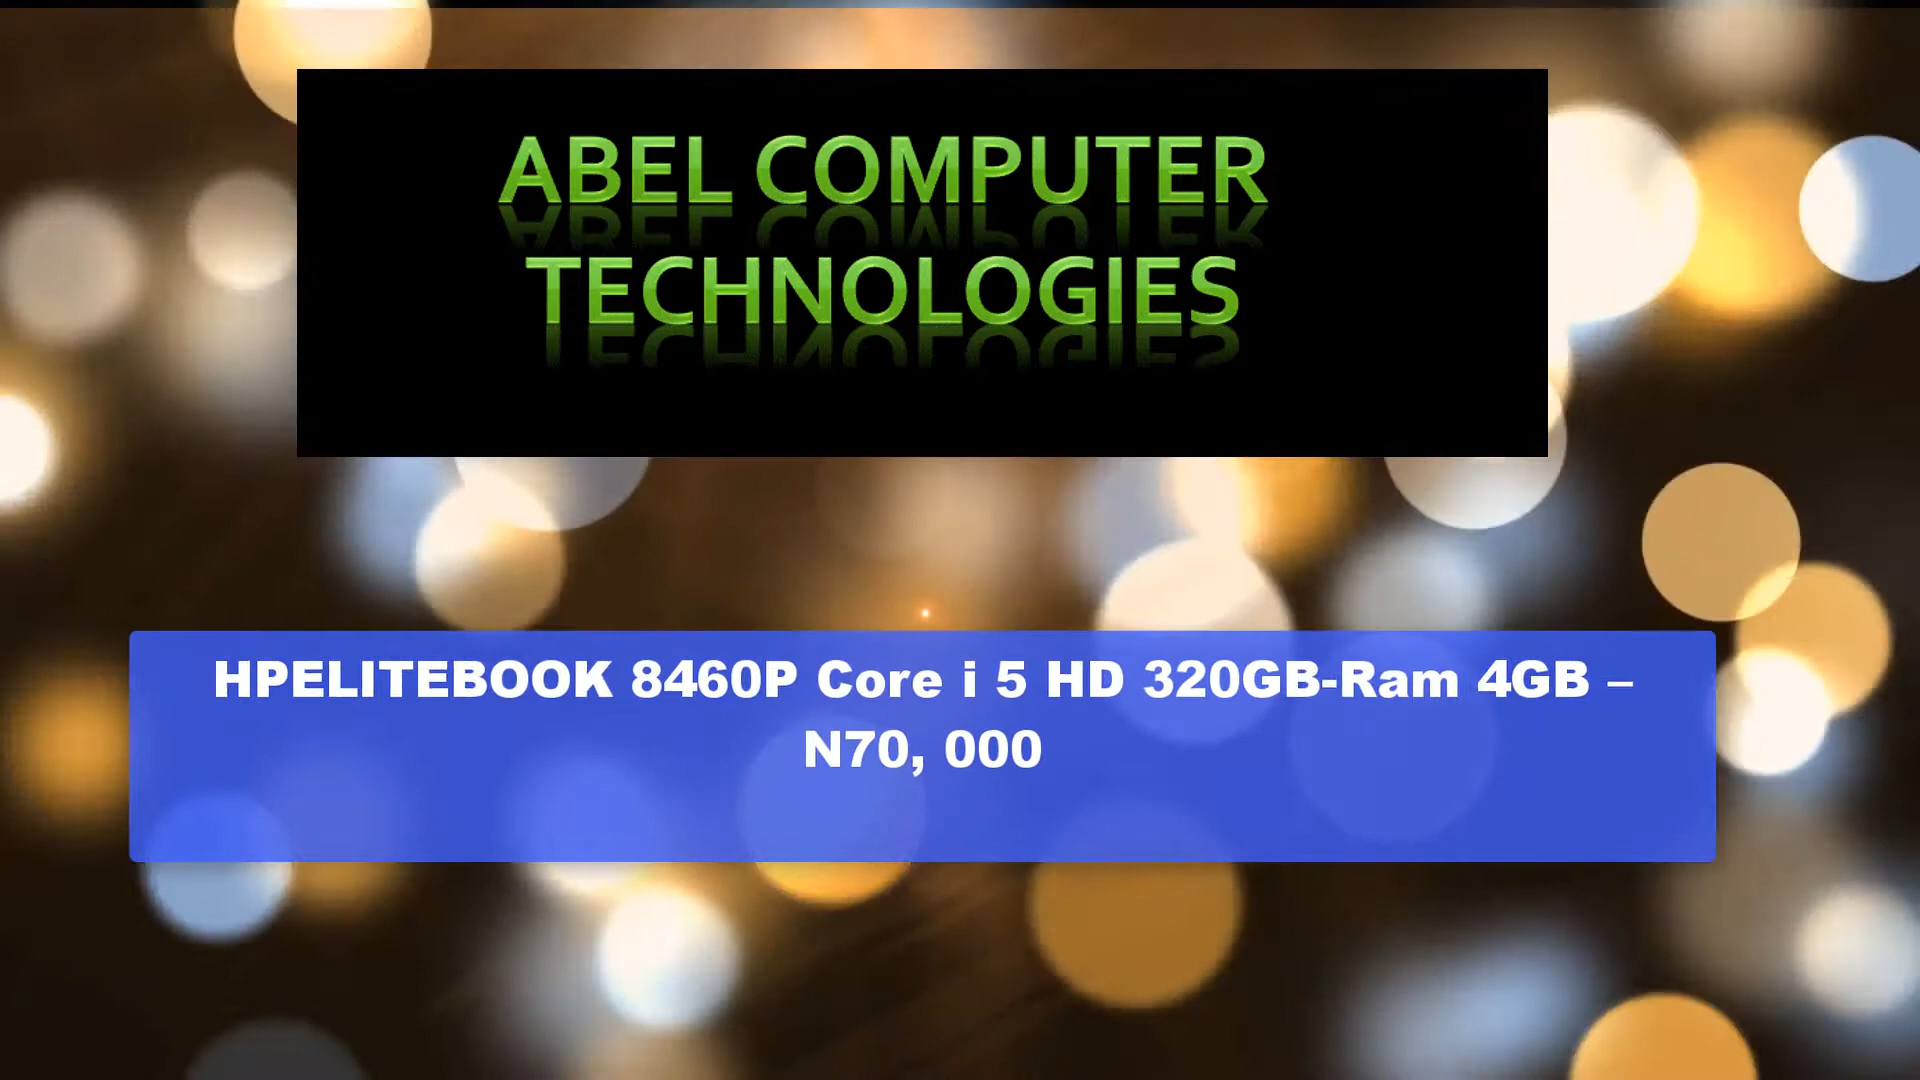 ABEL COMPUTER
TECHNOLOGIES
HPELITEBOOK 8460P Core i 5 HD 320GB-Ram 4GB –
N70, 000